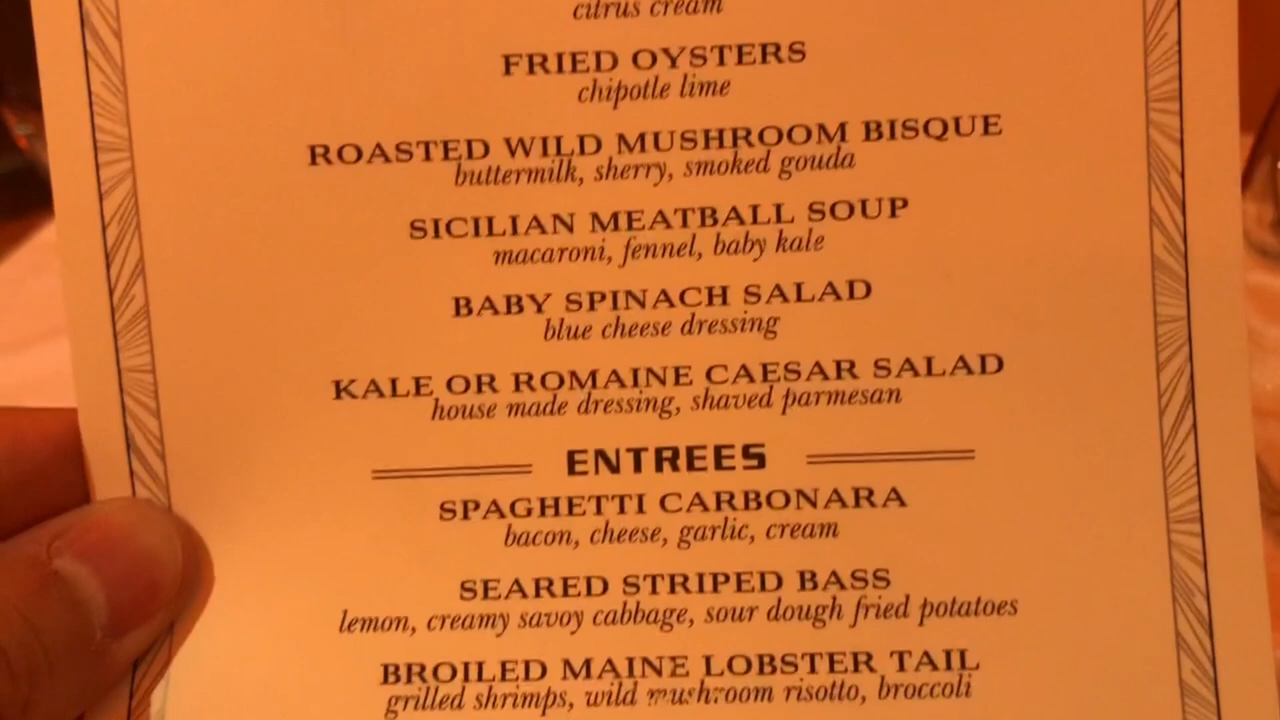 citrus cream
FRIED OYSTERS
chipotle lime
ROASTED WILD MUSHROOM BISQUE
buttermilk, sherry, smoked gouda
SICILIAN MEATBALL SOUP
macaroni, fennel, baby kale
BABY SPINACH SALAD
blue cheese dressing
KALE OR ROMAINE CAESAR SALAD
house made dressing, shaved parmesan
ENTREES
SPAGHETTI CARBONARA
bacon, cheese, garlic, cream
SEARED STRIPED BASS
lemon, creamy savoy cabbage, sour dough fried potatoes
BROILED MAINE LOBSTER TAIL
grilled shrimps, wild mushroom risotto, broccoli